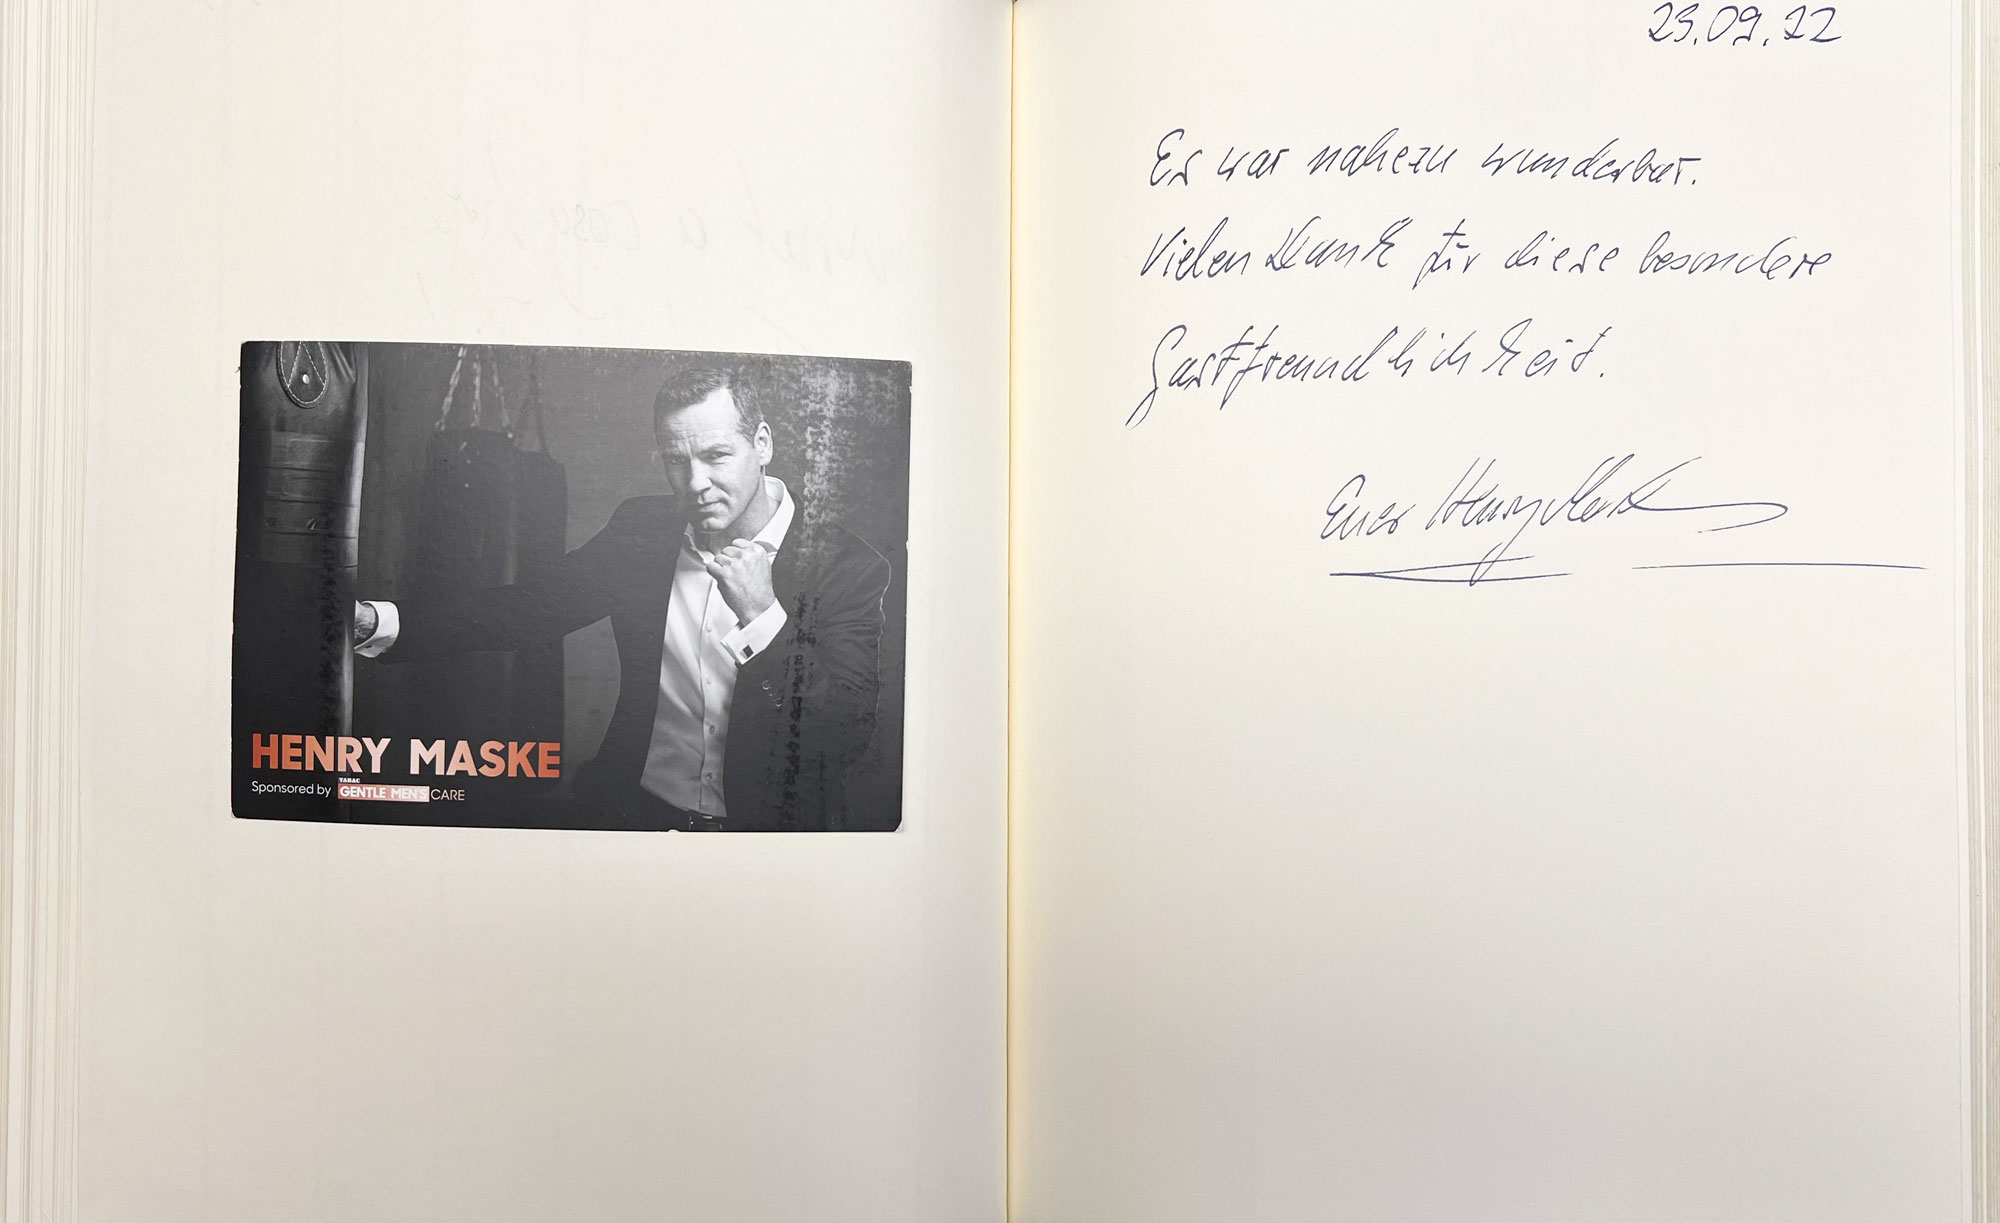 HENRY MASKE
Sponsored by TABAC GENTLE MEN'S CARE
23.09.22
Es war nahezu wunderbar.
Vielen Dank für diese besondere
Gastfreundlichkeit.
Euer Henry Maske